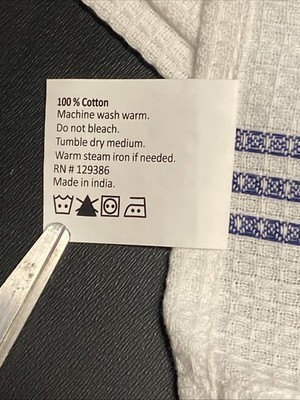 100 % Cotton
Machine wash warm.
Do not bleach.
Tumble dry medium.
Warm steam iron if needed.
RN # 129386
Made in india.